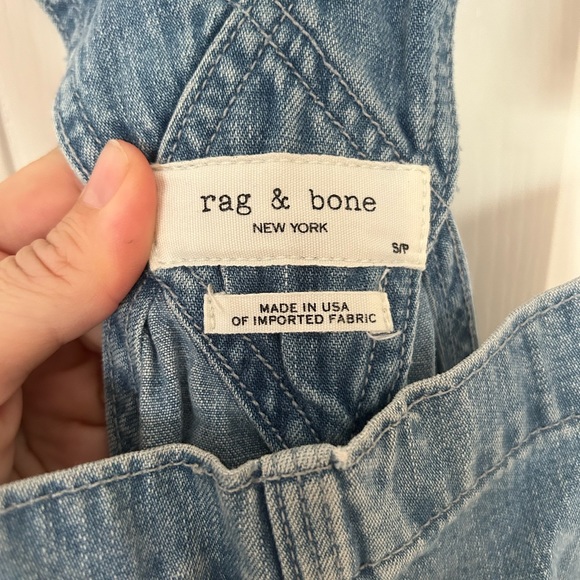 rag & bone
NEW YORK
S/P
MADE IN USA
OF IMPORTED FABRIC